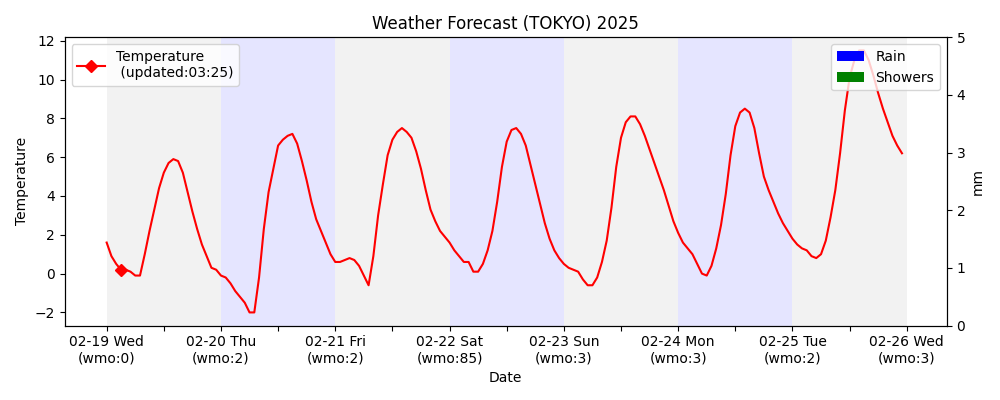 Weather Forecast (TOKYO) 2025
Temperature
(updated:03:25)
Rain
Showers
12
10
8
6
4
2
0
−2
Temperature
5
4
3
2
1
0
mm
02-19 Wed
(wmo:0)
02-20 Thu
(wmo:2)
02-21 Fri
(wmo:2)
02-22 Sat
(wmo:85)
02-23 Sun
(wmo:3)
02-24 Mon
(wmo:3)
02-25 Tue
(wmo:2)
02-26 Wed
(wmo:3)
Date